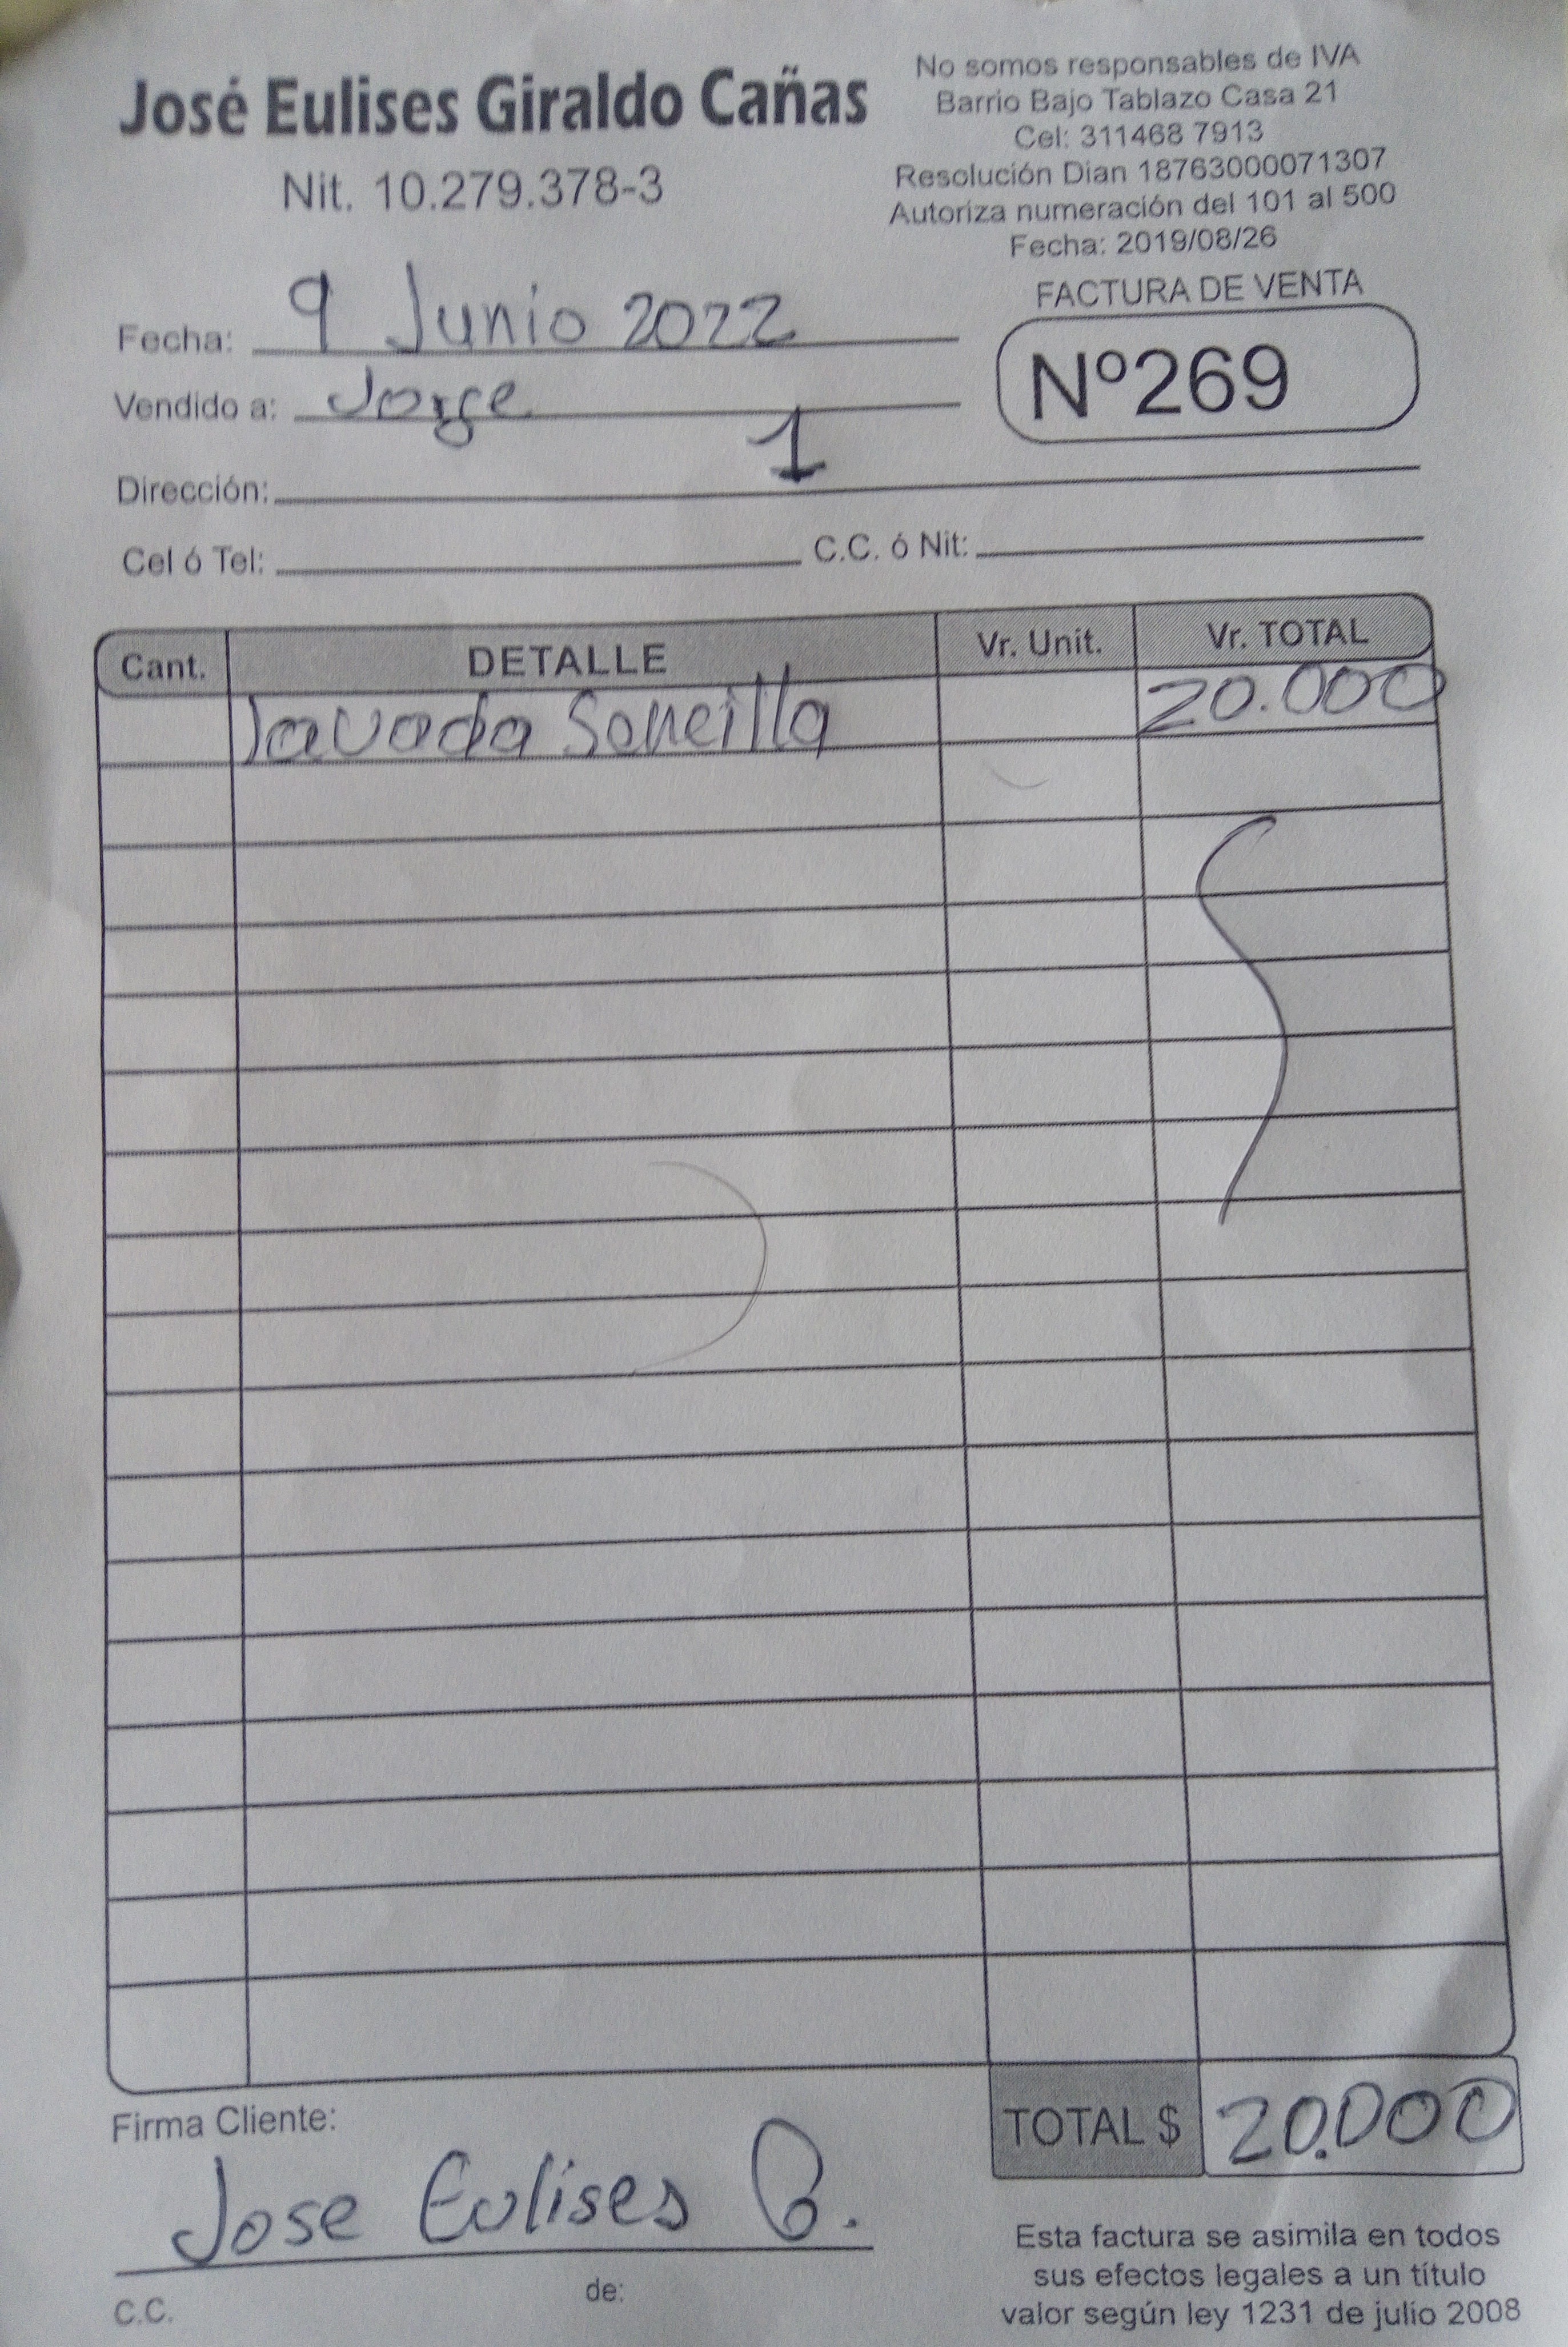 José Eulises Giraldo Cañas
Nit. 10.279.378-3
No somos responsables de IVA
Barrio Bajo Tablazo Casa 21
Cel: 311468 7913
Resolución Dian 18763000071307
Autoriza numeración del 101 al 500
Fecha: 2019/08/26
FACTURA DE VENTA
Nº269
Fecha: 9 Junio 2022
Vendido a: Jorge
1
Dirección:
Cel ó Tel: C.C. ó Nit:
Cant. DETALLE Vr. Unit. Vr. TOTAL
lavada Soncilla 20.000
TOTAL $ 20.000
Firma Cliente:
Jose Eulises G.
C.C. de:
Esta factura se asimila en todos
sus efectos legales a un título
valor según ley 1231 de julio 2008